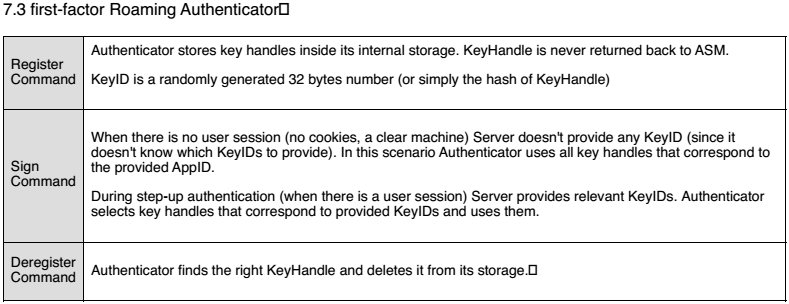 7.3 first-factor Roaming Authenticator□
Register
Command
Authenticator stores key handles inside its internal storage. KeyHandle is never returned back to ASM.
KeyID is a randomly generated 32 bytes number (or simply the hash of KeyHandle)
Sign
Command
When there is no user session (no cookies, a clear machine) Server doesn't provide any KeyID (since it
doesn't know which KeyIDs to provide). In this scenario Authenticator uses all key handles that correspond to
the provided AppID.
During step-up authentication (when there is a user session) Server provides relevant KeyIDs. Authenticator
selects key handles that correspond to provided KeyIDs and uses them.
Deregister
Command
Authenticator finds the right KeyHandle and deletes it from its storage.□